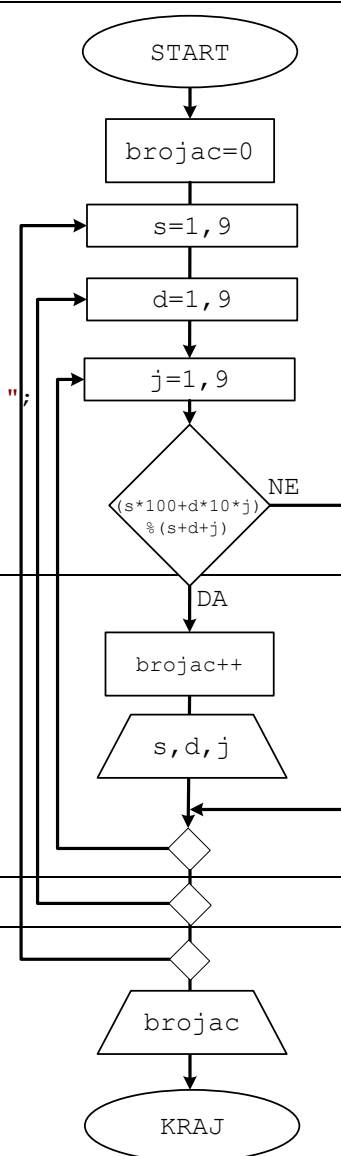 START
brojac=0
s=1,9
d=1,9
j=1,9
";
NE
(s*100+d*10*j)
%(s+d+j)
DA
brojac++
s,d,j
brojac
KRAJ